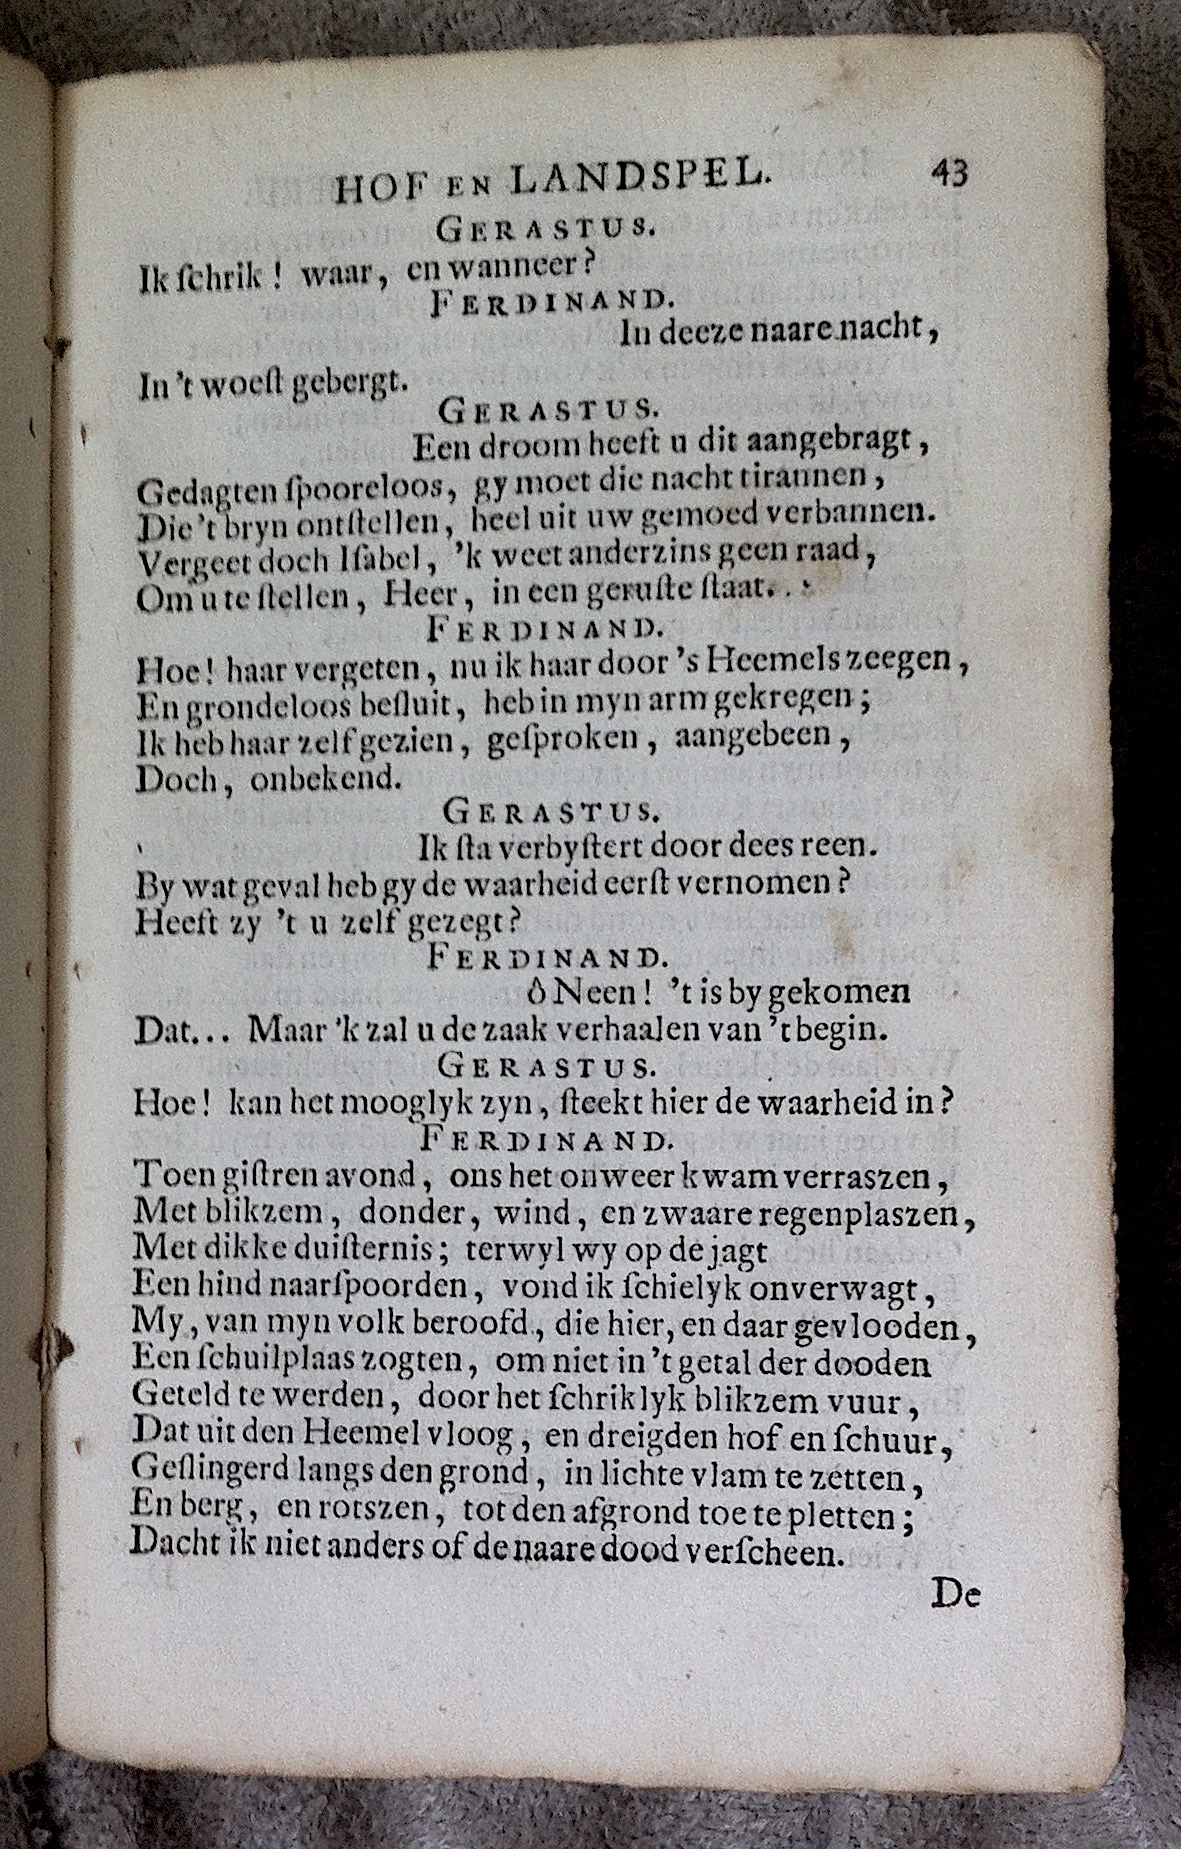 HOF EN LANDSPEL. 43
GERASTUS.
Ik ſchrik! waar, en wanneer?
FERDINAND.
In deeze naare nacht,
In 't woeſt gebergt.
GERASTUS.
Een droom heeft u dit aangebragt,
Gedagten ſpooreloos, gy moet die nacht tirannen,
Die 't bryn ontſtellen, heel uit uw gemoed verbannen.
Vergeet doch Iſabel, 'k weet anderzins geen raad,
Om u te ſtellen, Heer, in een geruſte ſtaat...
FERDINAND.
Hoe! haar vergeten, nu ik haar door 's Heemels zeegen,
En grondeloos beſluit, heb in myn arm gekregen;
Ik heb haar zelf gezien, geſproken, aangebeen,
Doch, onbekend.
GERASTUS.
Ik ſta verbyſtert door dees reen.
By wat geval heb gy de waarheid eerſt vernomen?
Heeft zy 't u zelf gezegt?
FERDINAND.
ô Neen! 't is by gekomen
Dat... Maar 'k zal u de zaak verhaalen van 't begin.
GERASTUS.
Hoe! kan het mooglyk zyn, ſteekt hier de waarheid in?
FERDINAND.
Toen giſtren avond, ons het onweer kwam verraszen,
Met blikzem, donder, wind, en zwaare regenplaszen,
Met dikke duiſternis; terwyl wy op de jagt
Een hind naarſpoorden, vond ik ſchielyk onverwagt,
My, van myn volk beroofd, die hier, en daar gevlooden,
Een ſchuilplaas zogten, om niet in 't getal der dooden
Geteld te werden, door het ſchriklyk blikzem vuur,
Dat uit den Heemel vloog, en dreigden hof en ſchuur,
Geſlingerd langs den grond, in lichte vlam te zetten,
En berg, en rotszen, tot den afgrond toe te pletten;
Dacht ik niet anders of de naare dood verſcheen.
De